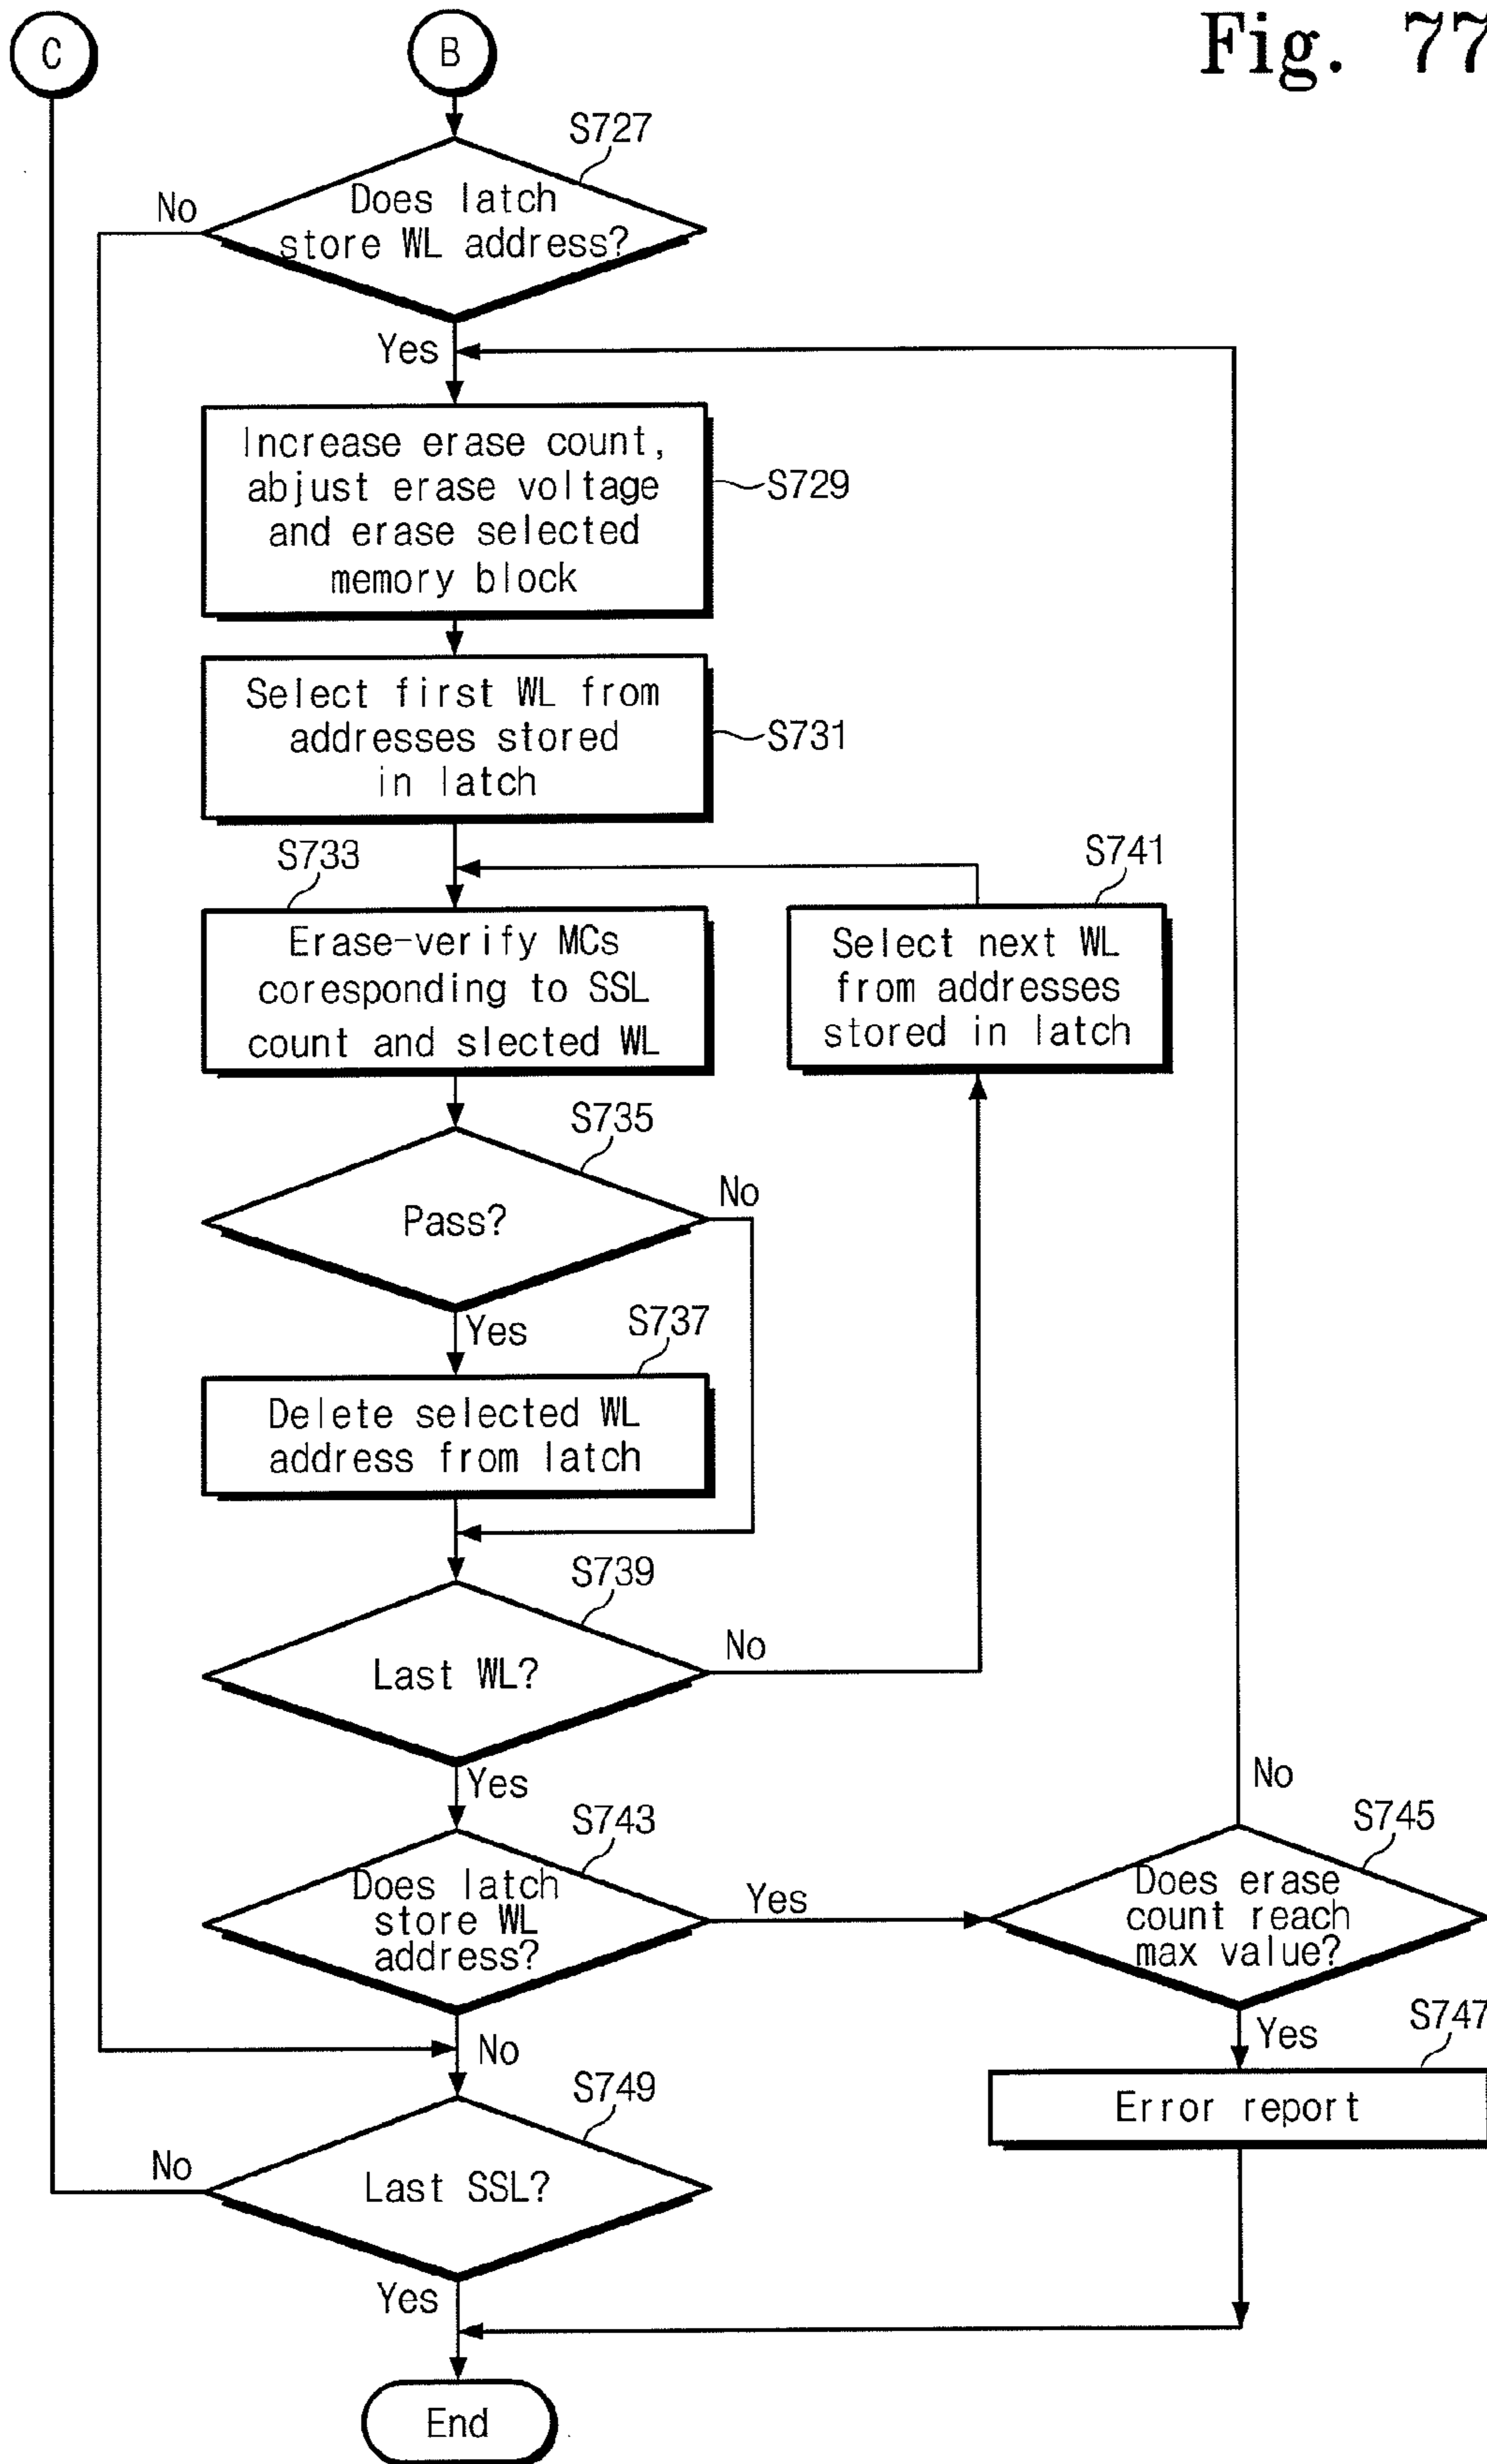 Fig. 77
C
B
S727
Does latch
store WL address?
No
Yes
Increase erase count,
abjust erase voltage
and erase selected
memory block
S729
Select first WL from
addresses stored
in latch
S731
S733
Erase-verify MCs
coresponding to SSL
count and slected WL
S741
Select next WL
from addresses
stored in latch
S735
Pass?
No
Yes
S737
Delete selected WL
address from latch
S739
Last WL?
No
Yes
S743
Does latch
store WL
address?
Yes
No
S745
Does erase
count reach
max value?
No
Yes
S747
Error report
S749
Last SSL?
No
Yes
End